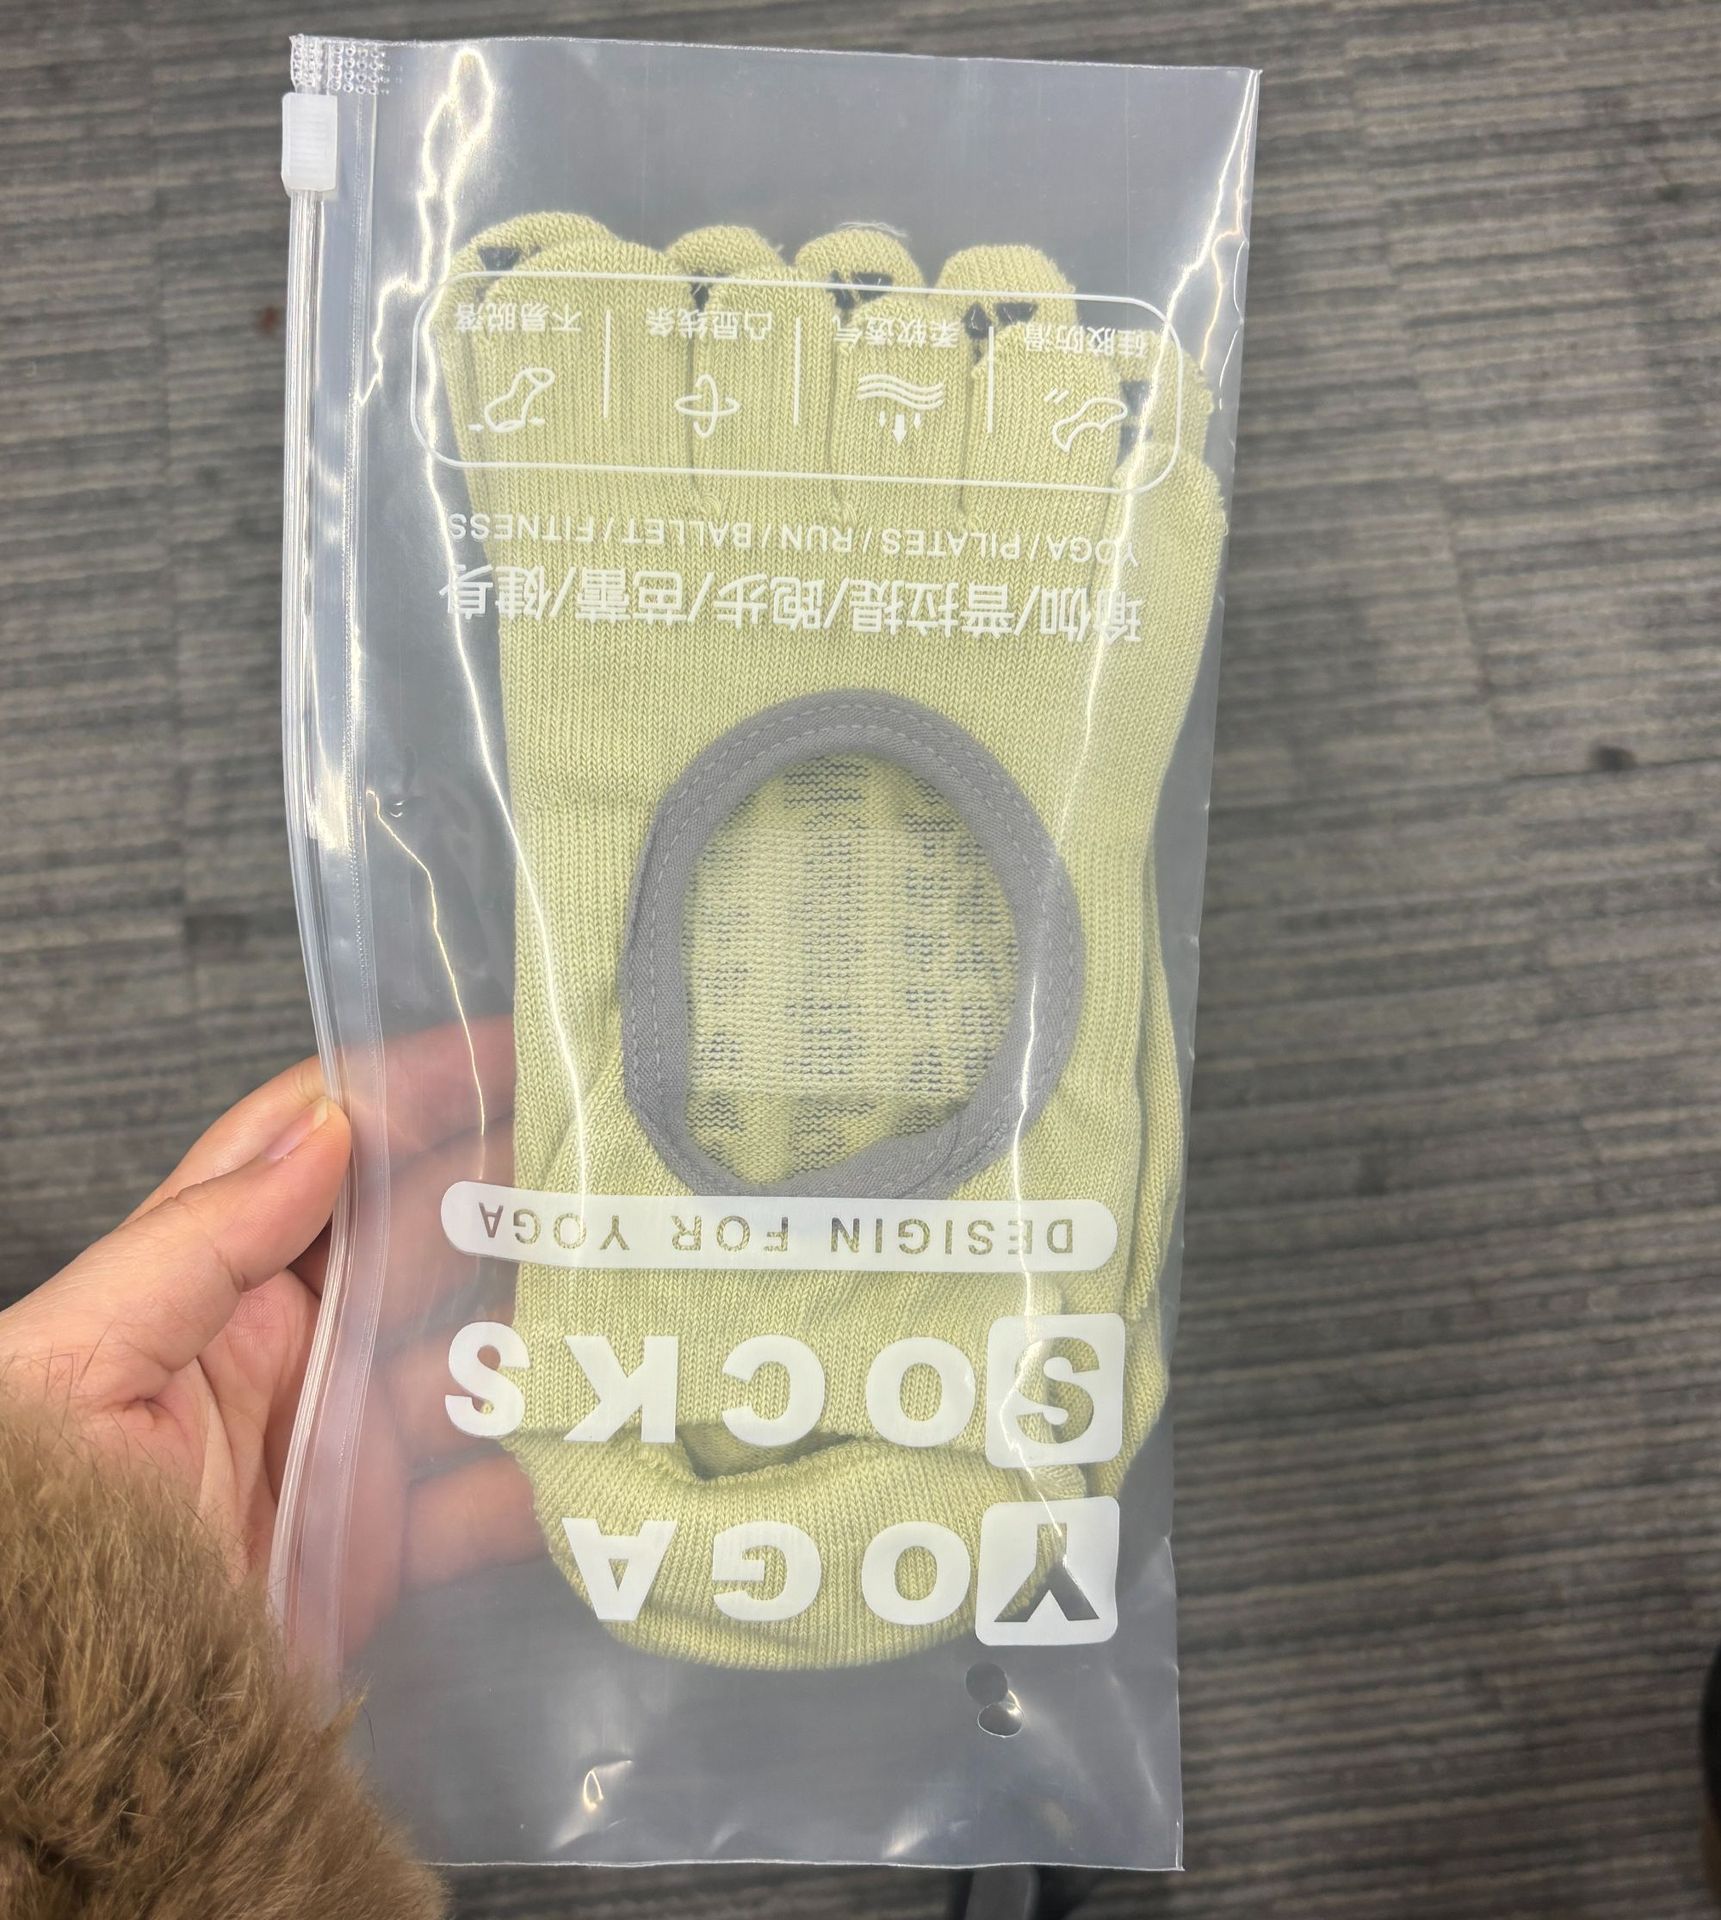 YOGA
SOCKS
DESIGIN FOR YOGA
瑜伽/普拉提/跑步/芭蕾/健身
YOGA / PILATES / RUN / BALLET / FITNESS
硅胶防滑 柔软透气 凸显线条 不易脱落